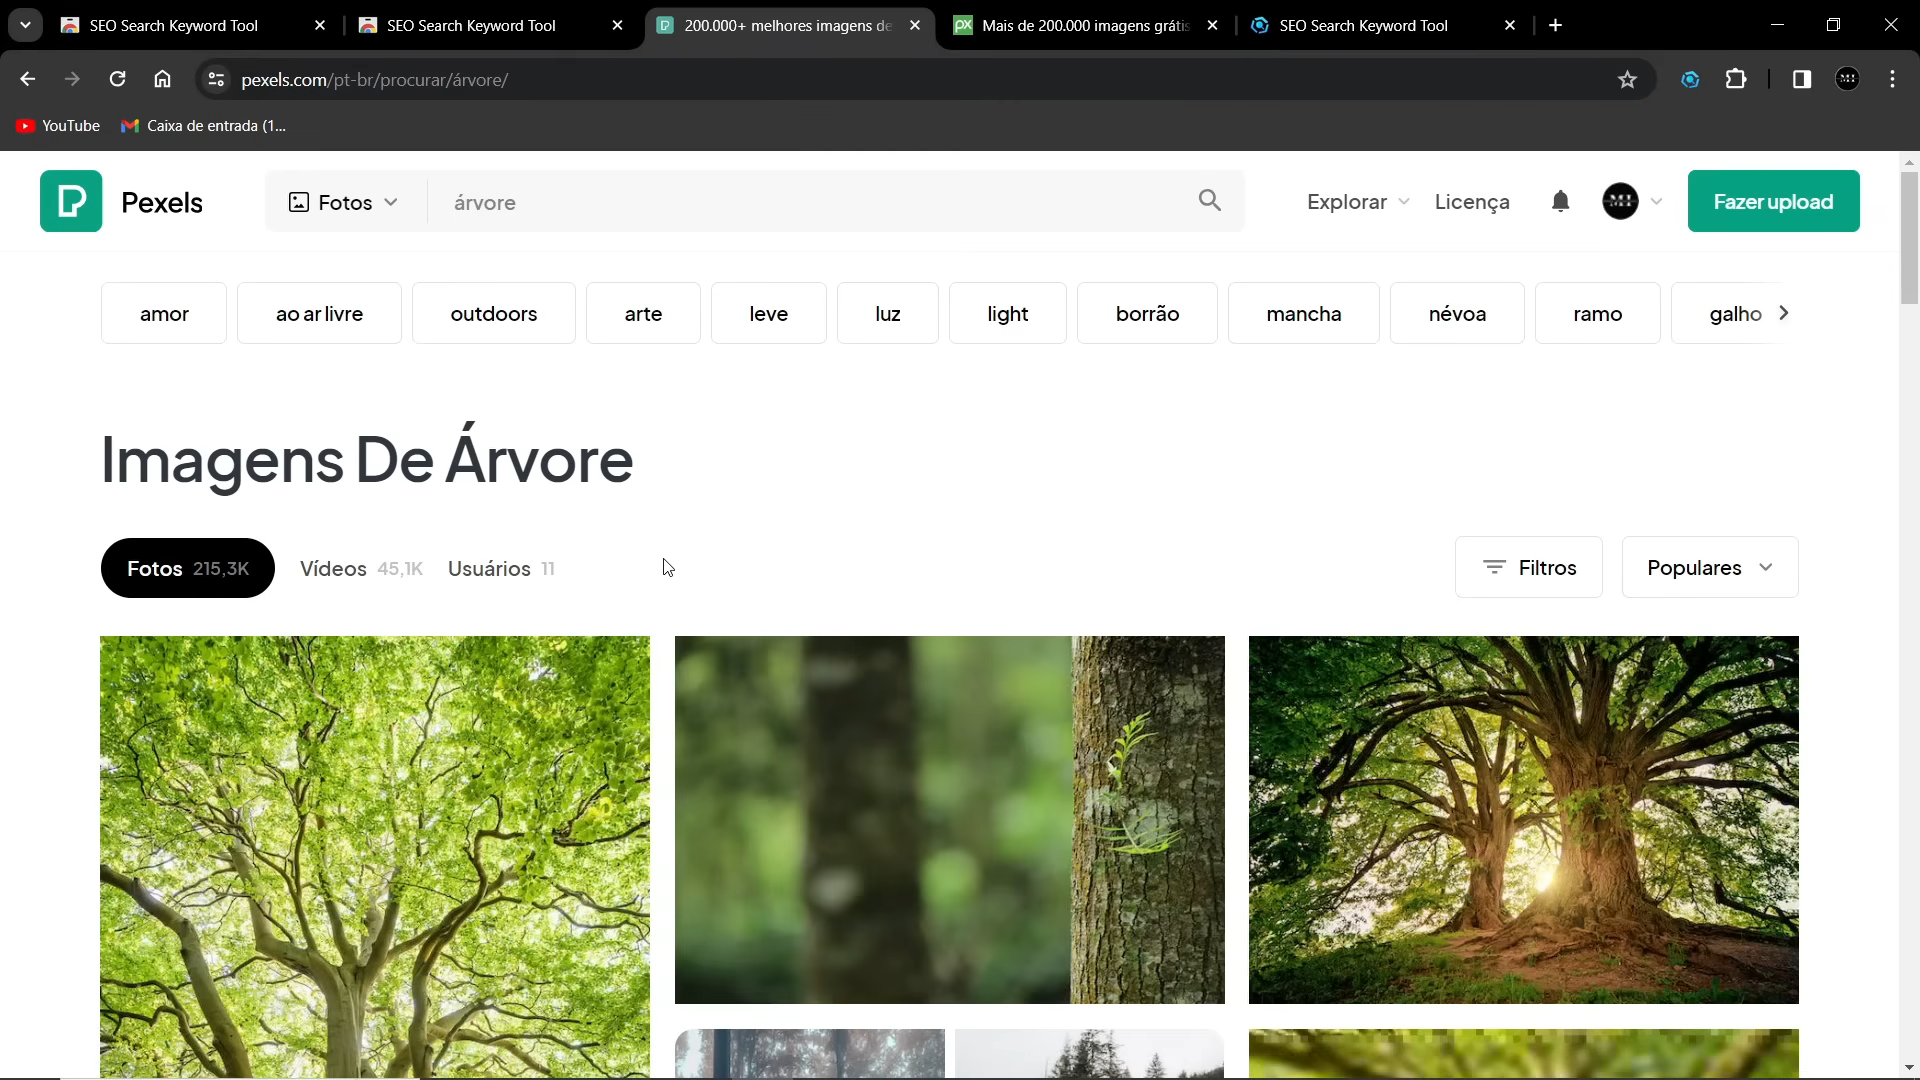 SEO Search Keyword Tool
SEO Search Keyword Tool
200.000+ melhores imagens de
Mais de 200.000 imagens grátis
SEO Search Keyword Tool
pexels.com/pt-br/procurar/árvore/
YouTube
Caixa de entrada (1...
Pexels
Fotos
árvore
Explorar
Licença
Fazer upload
amor
ao ar livre
outdoors
arte
leve
luz
light
borrão
mancha
névoa
ramo
galho
Imagens De Árvore
Fotos 215,3K
Vídeos 45,1K
Usuários 11
Filtros
Populares